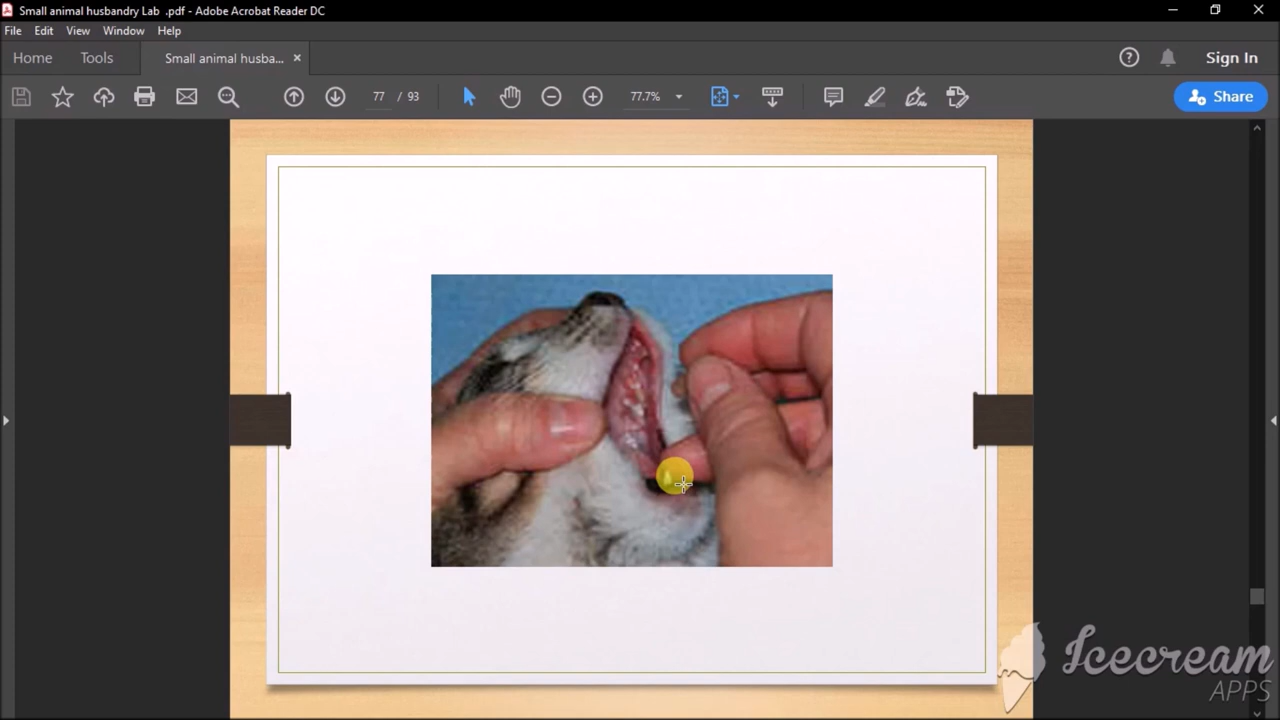 Small animal husbandry Lab .pdf - Adobe Acrobat Reader DC
File Edit View Window Help
Home Tools Small animal husba... Sign In
77 / 93 77.7% Share
Icecream
APPS